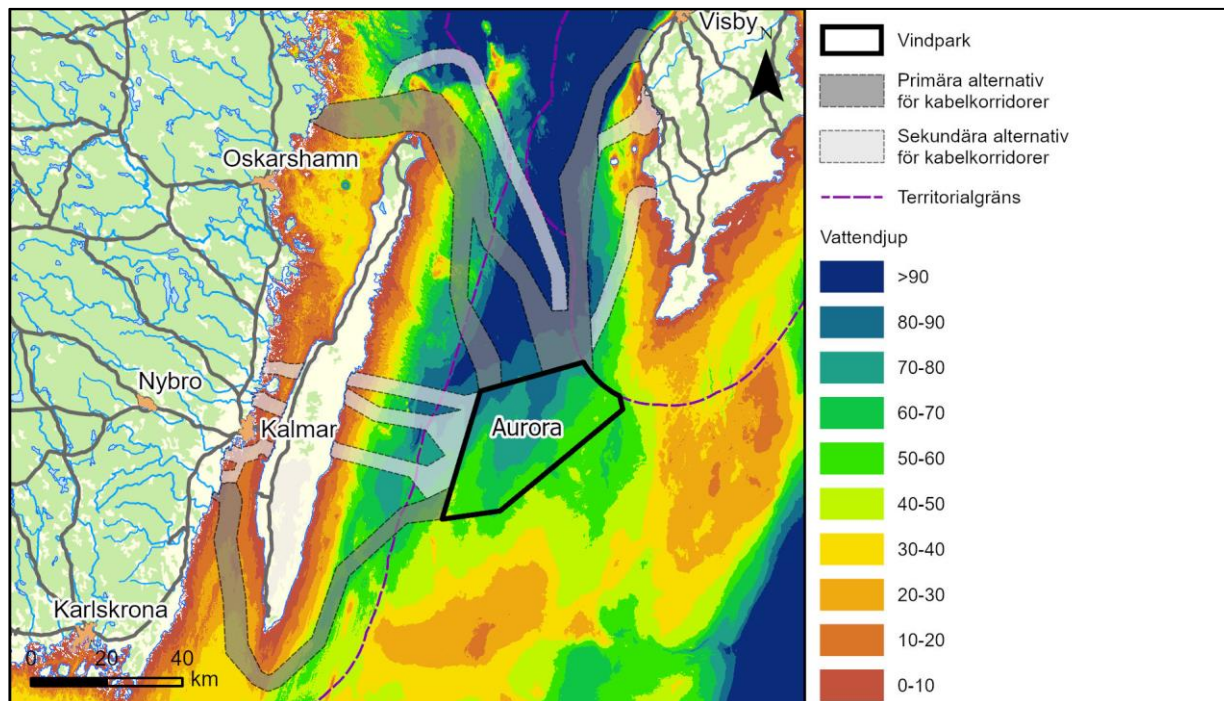 Visby
N
Oskarshamn
Nybro
Kalmar
Aurora
Karlskrona
0 20 40
km
Vindpark
Primära alternativ
för kabelkorridorer
Sekundära alternativ
för kabelkorridorer
Territorialgräns
Vattendjup
>90
80-90
70-80
60-70
50-60
40-50
30-40
20-30
10-20
0-10